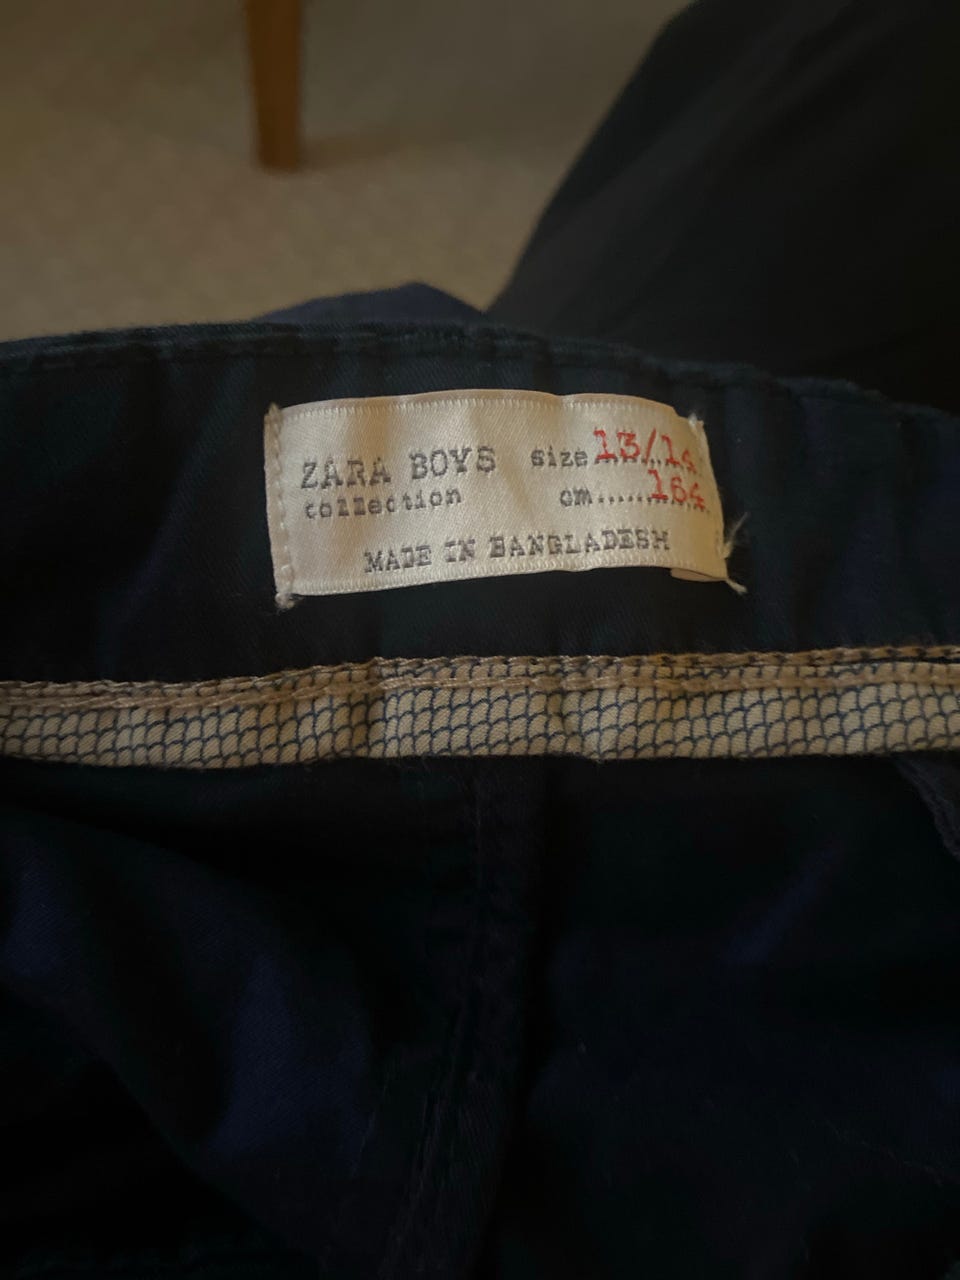 ZARA BOYS size 13/14
collection cm......164
MADE IN BANGLADESH